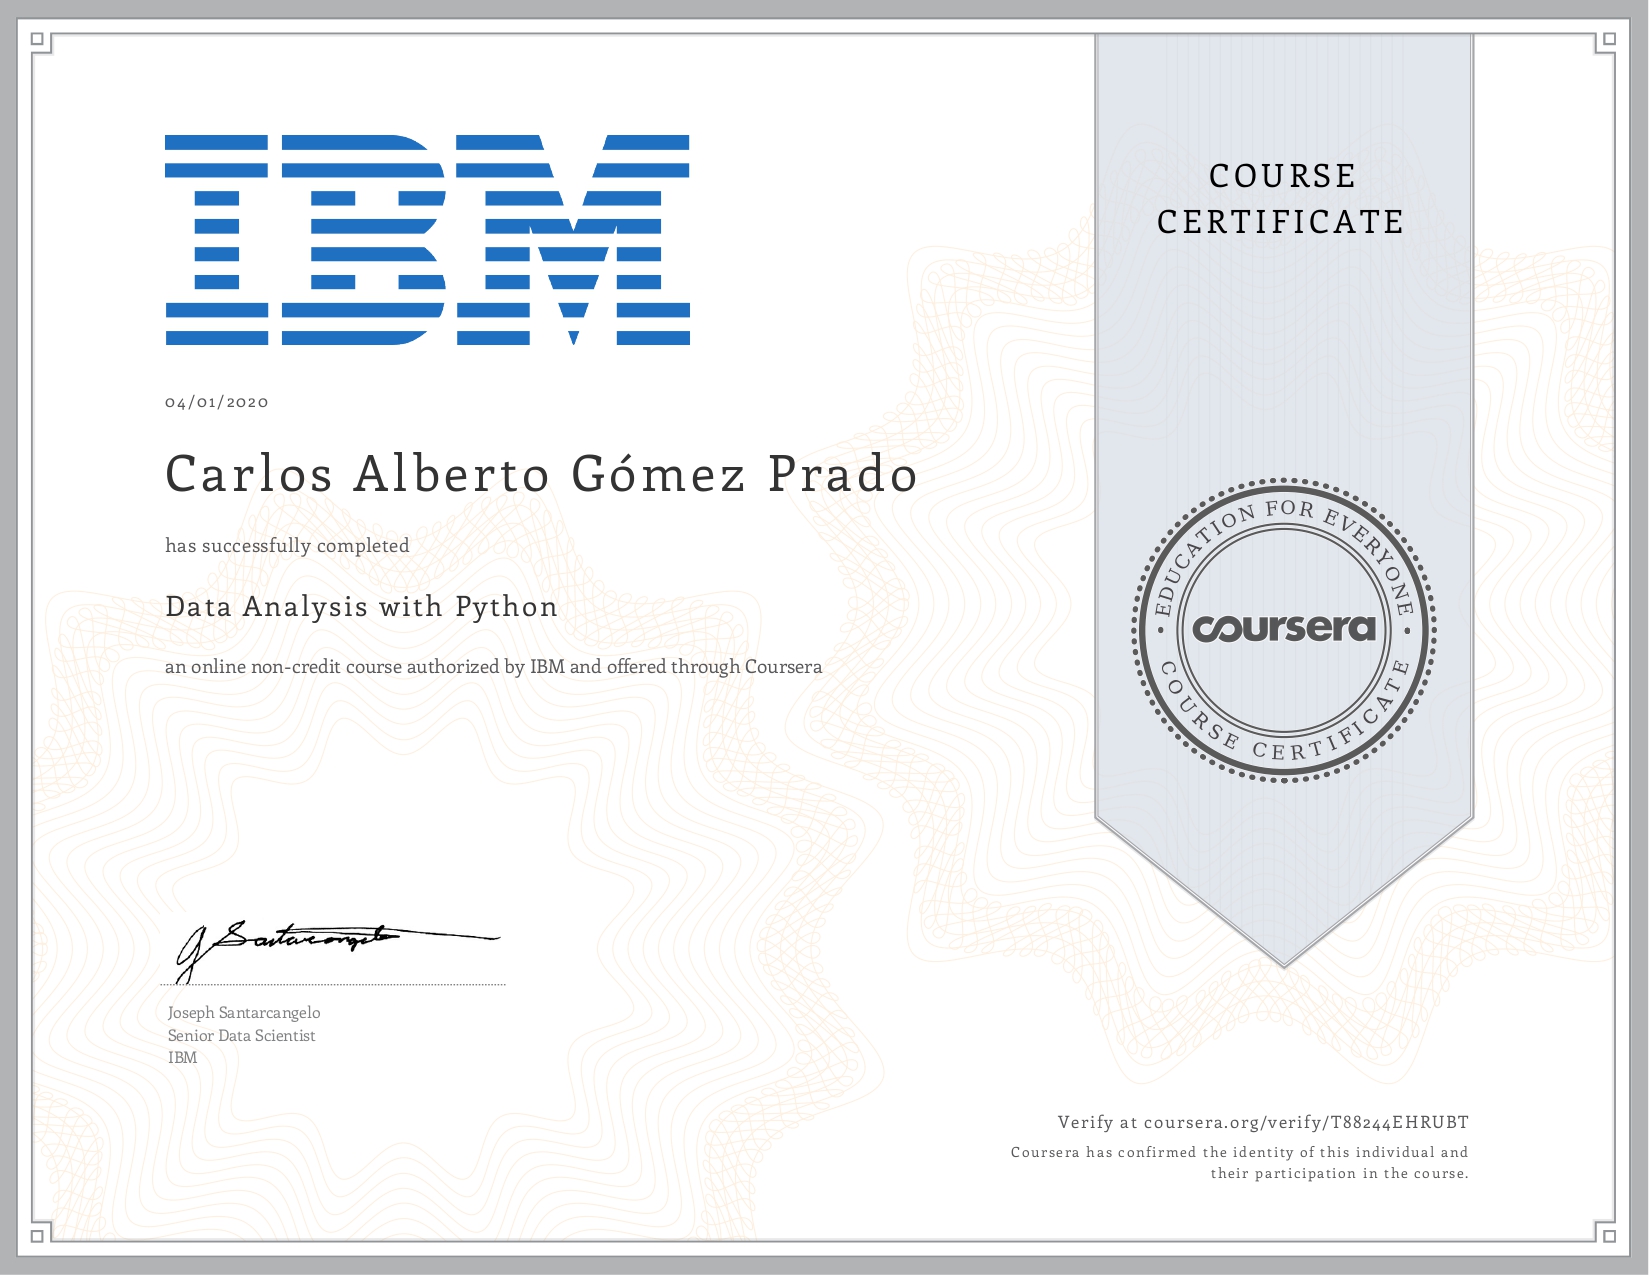 IBM
04/01/2020
Carlos Alberto Gómez Prado
has successfully completed
Data Analysis with Python
an online non-credit course authorized by IBM and offered through Coursera
J Santarcangelo
Joseph Santarcangelo
Senior Data Scientist
IBM
COURSE
CERTIFICATE
EDUCATION FOR EVERYONE
coursera
COURSE CERTIFICATE
Verify at coursera.org/verify/T88244EHRUBT
Coursera has confirmed the identity of this individual and
their participation in the course.